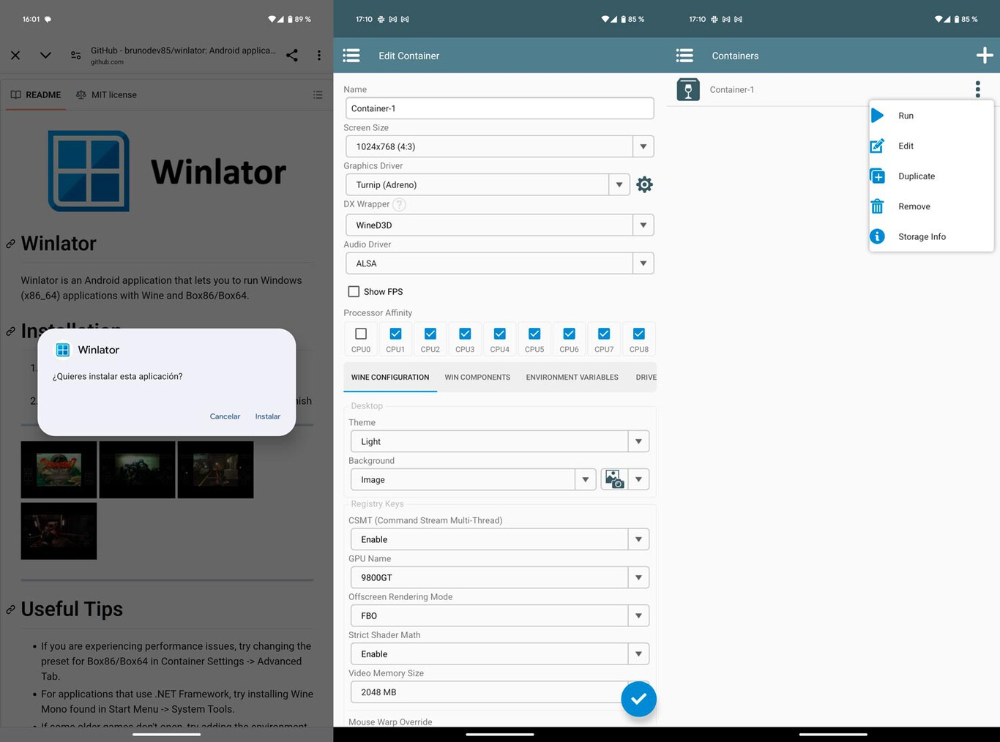 16:01
89 %
GitHub - brunodev85/winlator: Android applica...
github.com
README
MIT license
Winlator
Winlator
Winlator is an Android application that lets you to run Windows
(x86_64) applications with Wine and Box86/Box64.
Installation
1.
2.
nish
Winlator
¿Quieres instalar esta aplicación?
Cancelar
Instalar
Useful Tips
• If you are experiencing performance issues, try changing the
preset for Box86/Box64 in Container Settings -> Advanced
Tab.
• For applications that use .NET Framework, try installing Wine
Mono found in Start Menu -> System Tools.
• If some older games don't open, try adding the environment
17:10
85 %
Edit Container
Name
Container-1
Screen Size
1024x768 (4:3)
Graphics Driver
Turnip (Adreno)
DX Wrapper ?
WineD3D
Audio Driver
ALSA
Show FPS
Processor Affinity
CPU0 CPU1 CPU2 CPU3 CPU4 CPU5 CPU6 CPU7 CPU8
WINE CONFIGURATION WIN COMPONENTS ENVIRONMENT VARIABLES DRIVE
Desktop
Theme
Light
Background
Image
Registry Keys
CSMT (Command Stream Multi-Thread)
Enable
GPU Name
9800GT
Offscreen Rendering Mode
FBO
Strict Shader Math
Enable
Video Memory Size
2048 MB
Mouse Warp Override
17:10
85 %
Containers
Container-1
Run
Edit
Duplicate
Remove
Storage Info